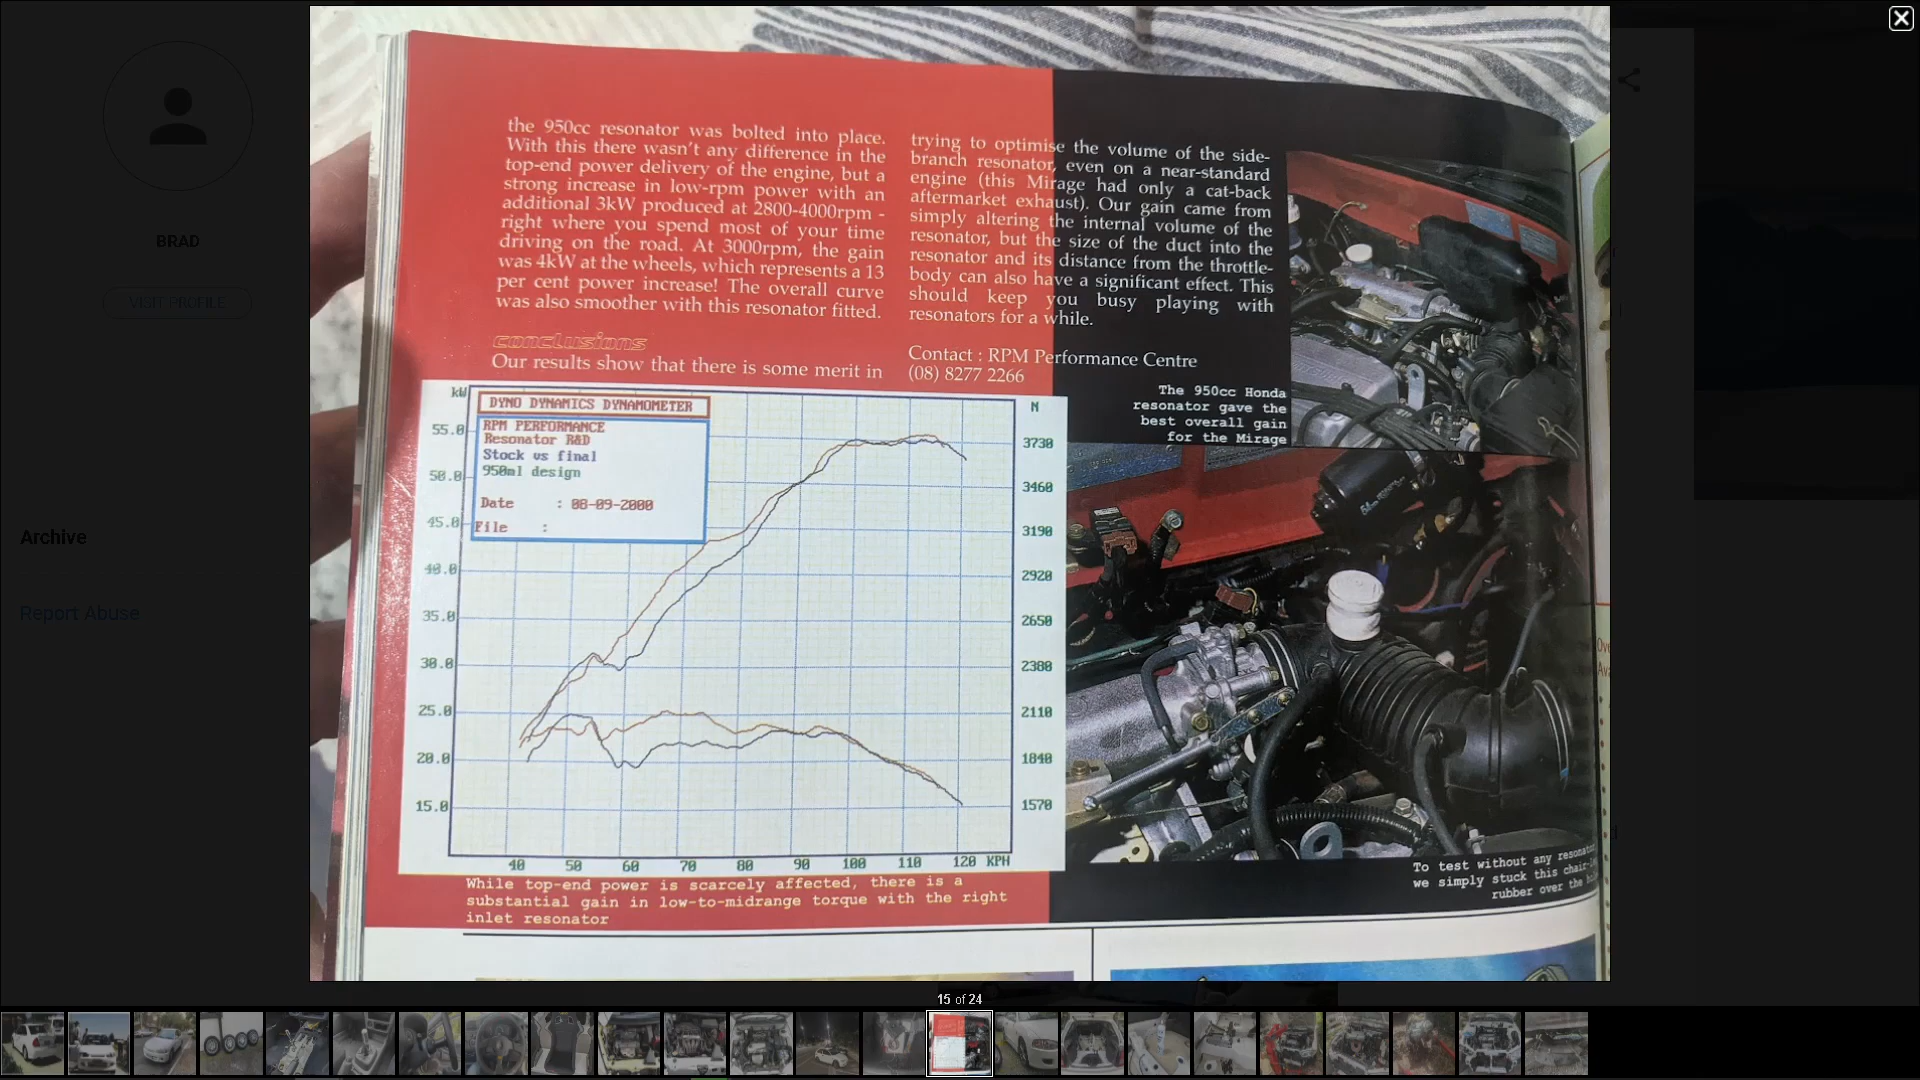 BRAD
VISIT PROFILE
Archive
Report Abuse
the 950cc resonator was bolted into place.
With this there wasn't any difference in the
top-end power delivery of the engine, but a
strong increase in low-rpm power with an
additional 3kW produced at 2800-4000rpm -
right where you spend most of your time
driving on the road. At 3000rpm, the gain
was 4kW at the wheels, which represents a 13
per cent power increase! The overall curve
was also smoother with this resonator fitted.
conclusions
Our results show that there is some merit in
trying to optimise the volume of the side-
branch resonator, even on a near-standard
engine (this Mirage had only a cat-back
aftermarket exhaust). Our gain came from
simply altering the internal volume of the
resonator, but the size of the duct into the
resonator and its distance from the throttle-
body can also have a significant effect. This
should keep you busy playing with
resonators for a while.
Contact : RPM Performance Centre
(08) 8277 2266
The 950cc Honda
resonator gave the
best overall gain
for the Mirage
kW
DYNO DYNAMICS DYNAMOMETER
RPM PERFORMANCE
Resonator R&D
Stock vs final
950ml design
Date : 08-09-2000
File :
55.0
50.0
45.0
40.0
35.0
30.0
25.0
20.0
15.0
N
3730
3460
3190
2920
2650
2380
2110
1840
1570
40 50 60 70 80 90 100 110 120 KPH
While top-end power is scarcely affected, there is a
substantial gain in low-to-midrange torque with the right
inlet resonator
To test without any resonator
we simply stuck this chair-
rubber over the
15 of 24